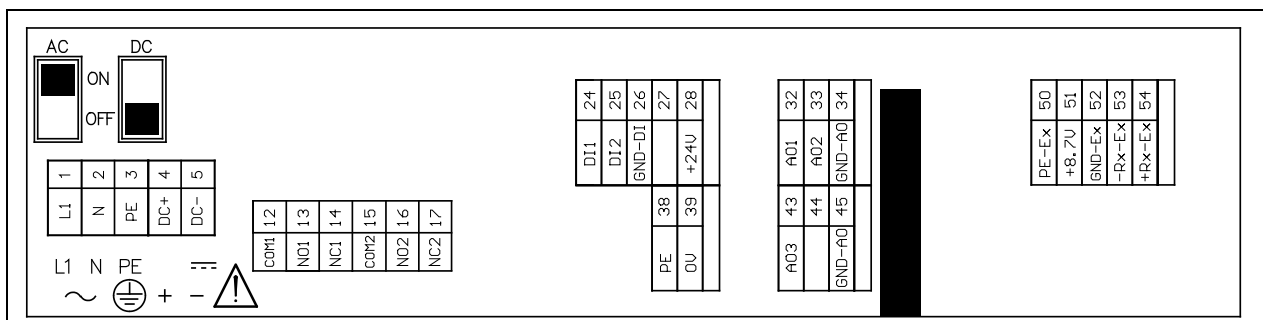 AC DC
ON
OFF
1 2 3 4 5
L1 N PE DC+ DC-
L1 N PE
+ -
12 13 14 15 16 17
COM1 NO1 NC1 COM2 NO2 NC2
24 25 26 27 28
DI1 DI2 GND-DI +24V
38 39
PE 0V
32 33 34
AO1 AO2 GND-AO
43 44 45
AO3 GND-AO
50 51 52 53 54
PE-Ex +8.7V GND-Ex -Rx-Ex +Rx-Ex